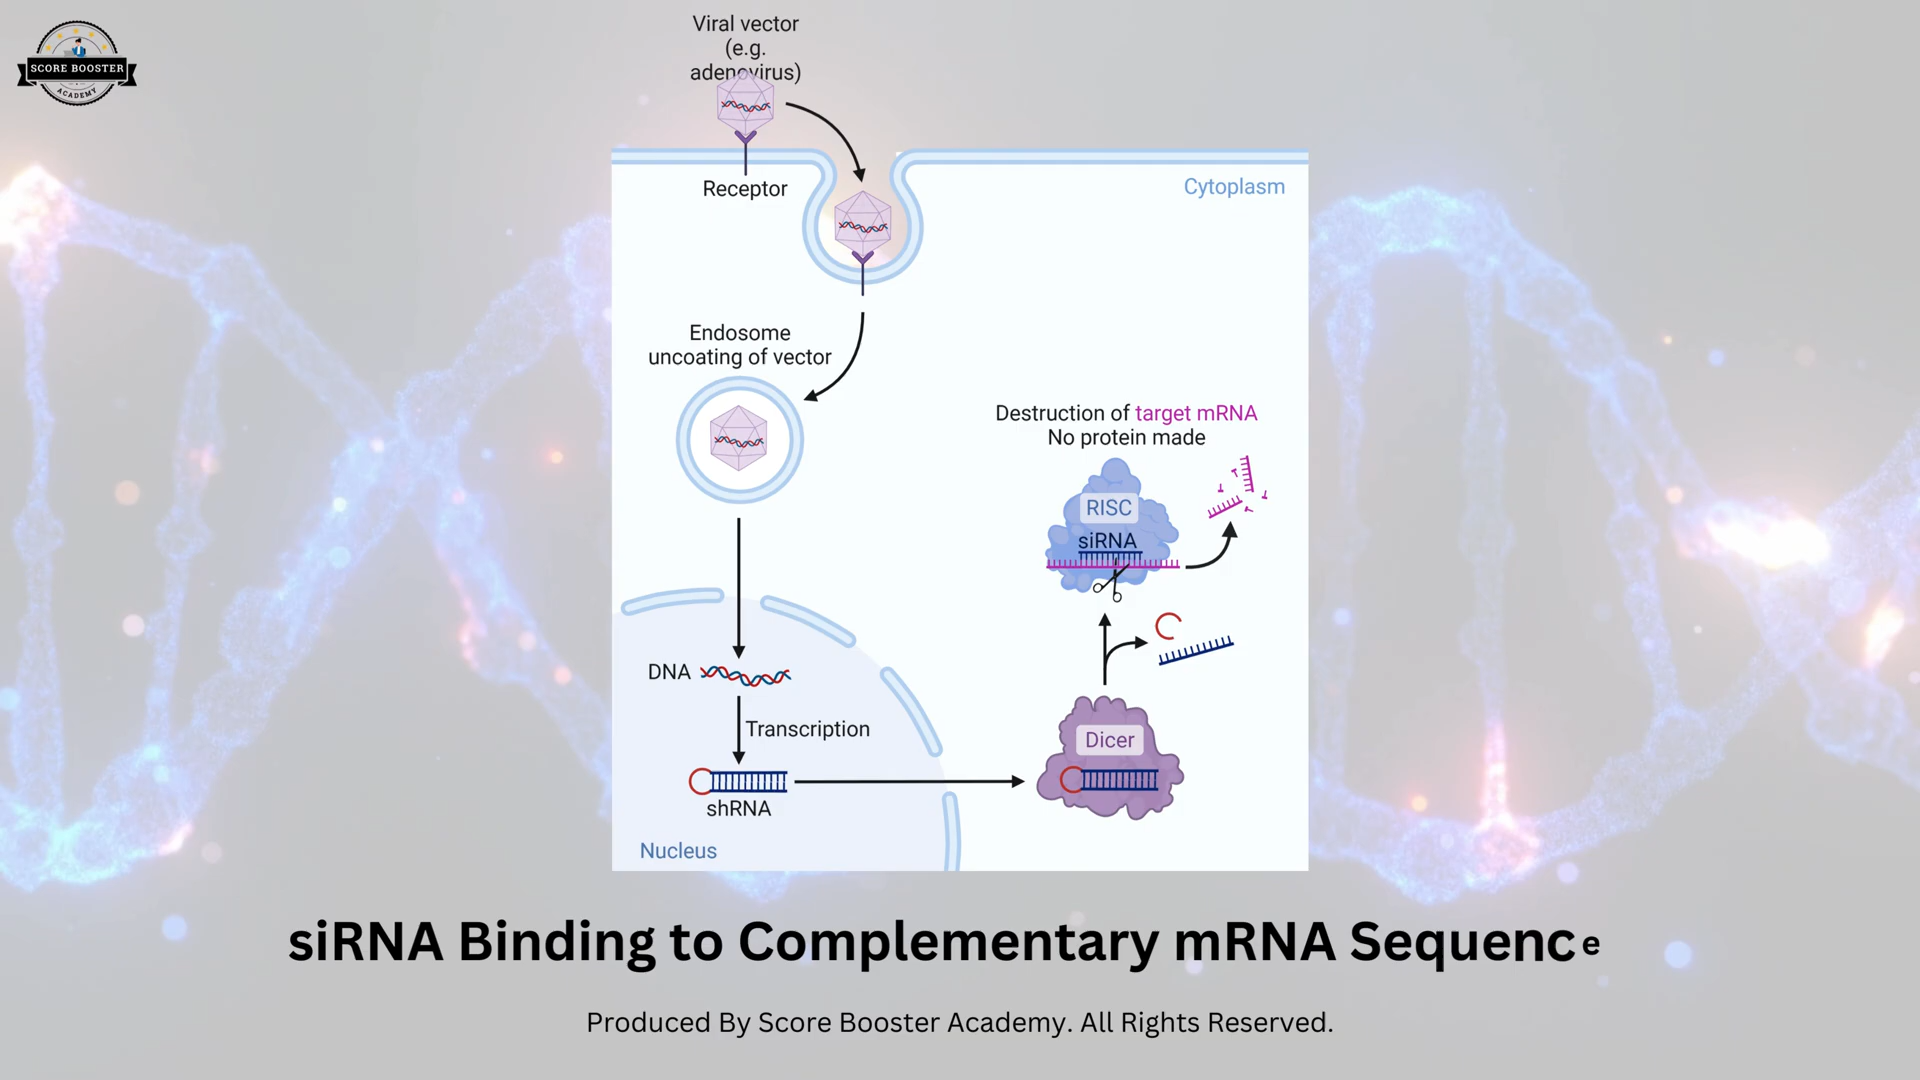 SCORE BOOSTER
ACADEMY
Viral vector
(e.g.
adenovirus)
Receptor
Cytoplasm
Endosome
uncoating of vector
Destruction of target mRNA
No protein made
RISC
siRNA
DNA
Transcription
Dicer
shRNA
Nucleus
siRNA Binding to Complementary mRNA Sequence
Produced By Score Booster Academy. All Rights Reserved.